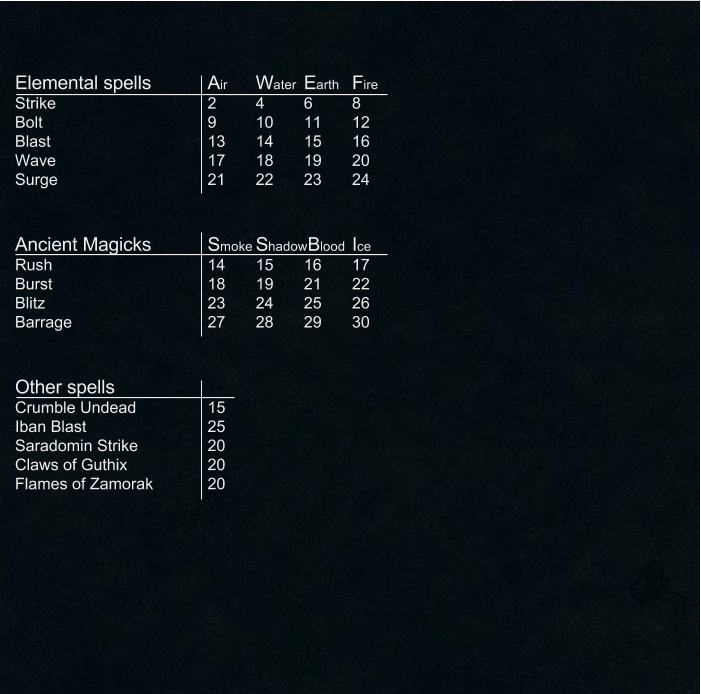 Elemental spells Air Water Earth Fire
Strike 2 4 6 8
Bolt 9 10 11 12
Blast 13 14 15 16
Wave 17 18 19 20
Surge 21 22 23 24
Ancient Magicks Smoke Shadow Blood Ice
Rush 14 15 16 17
Burst 18 19 21 22
Blitz 23 24 25 26
Barrage 27 28 29 30
Other spells
Crumble Undead 15
Iban Blast 25
Saradomin Strike 20
Claws of Guthix 20
Flames of Zamorak 20